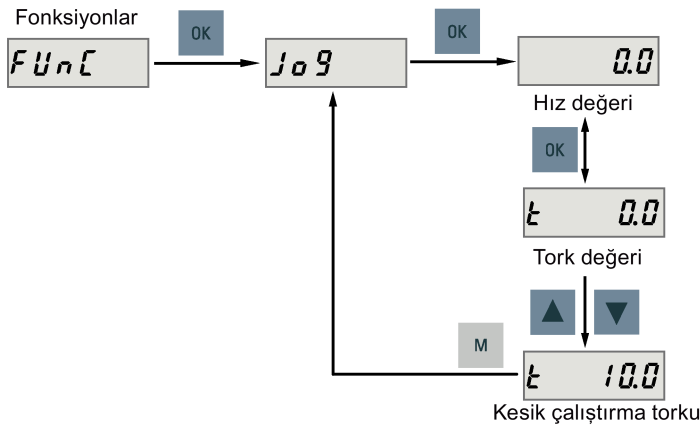 Fonksiyonlar
OK
OK
FUnC
Jog
0.0
Hız değeri
OK
t 0.0
Tork değeri
M
t 10.0
Kesik çalıştırma torku